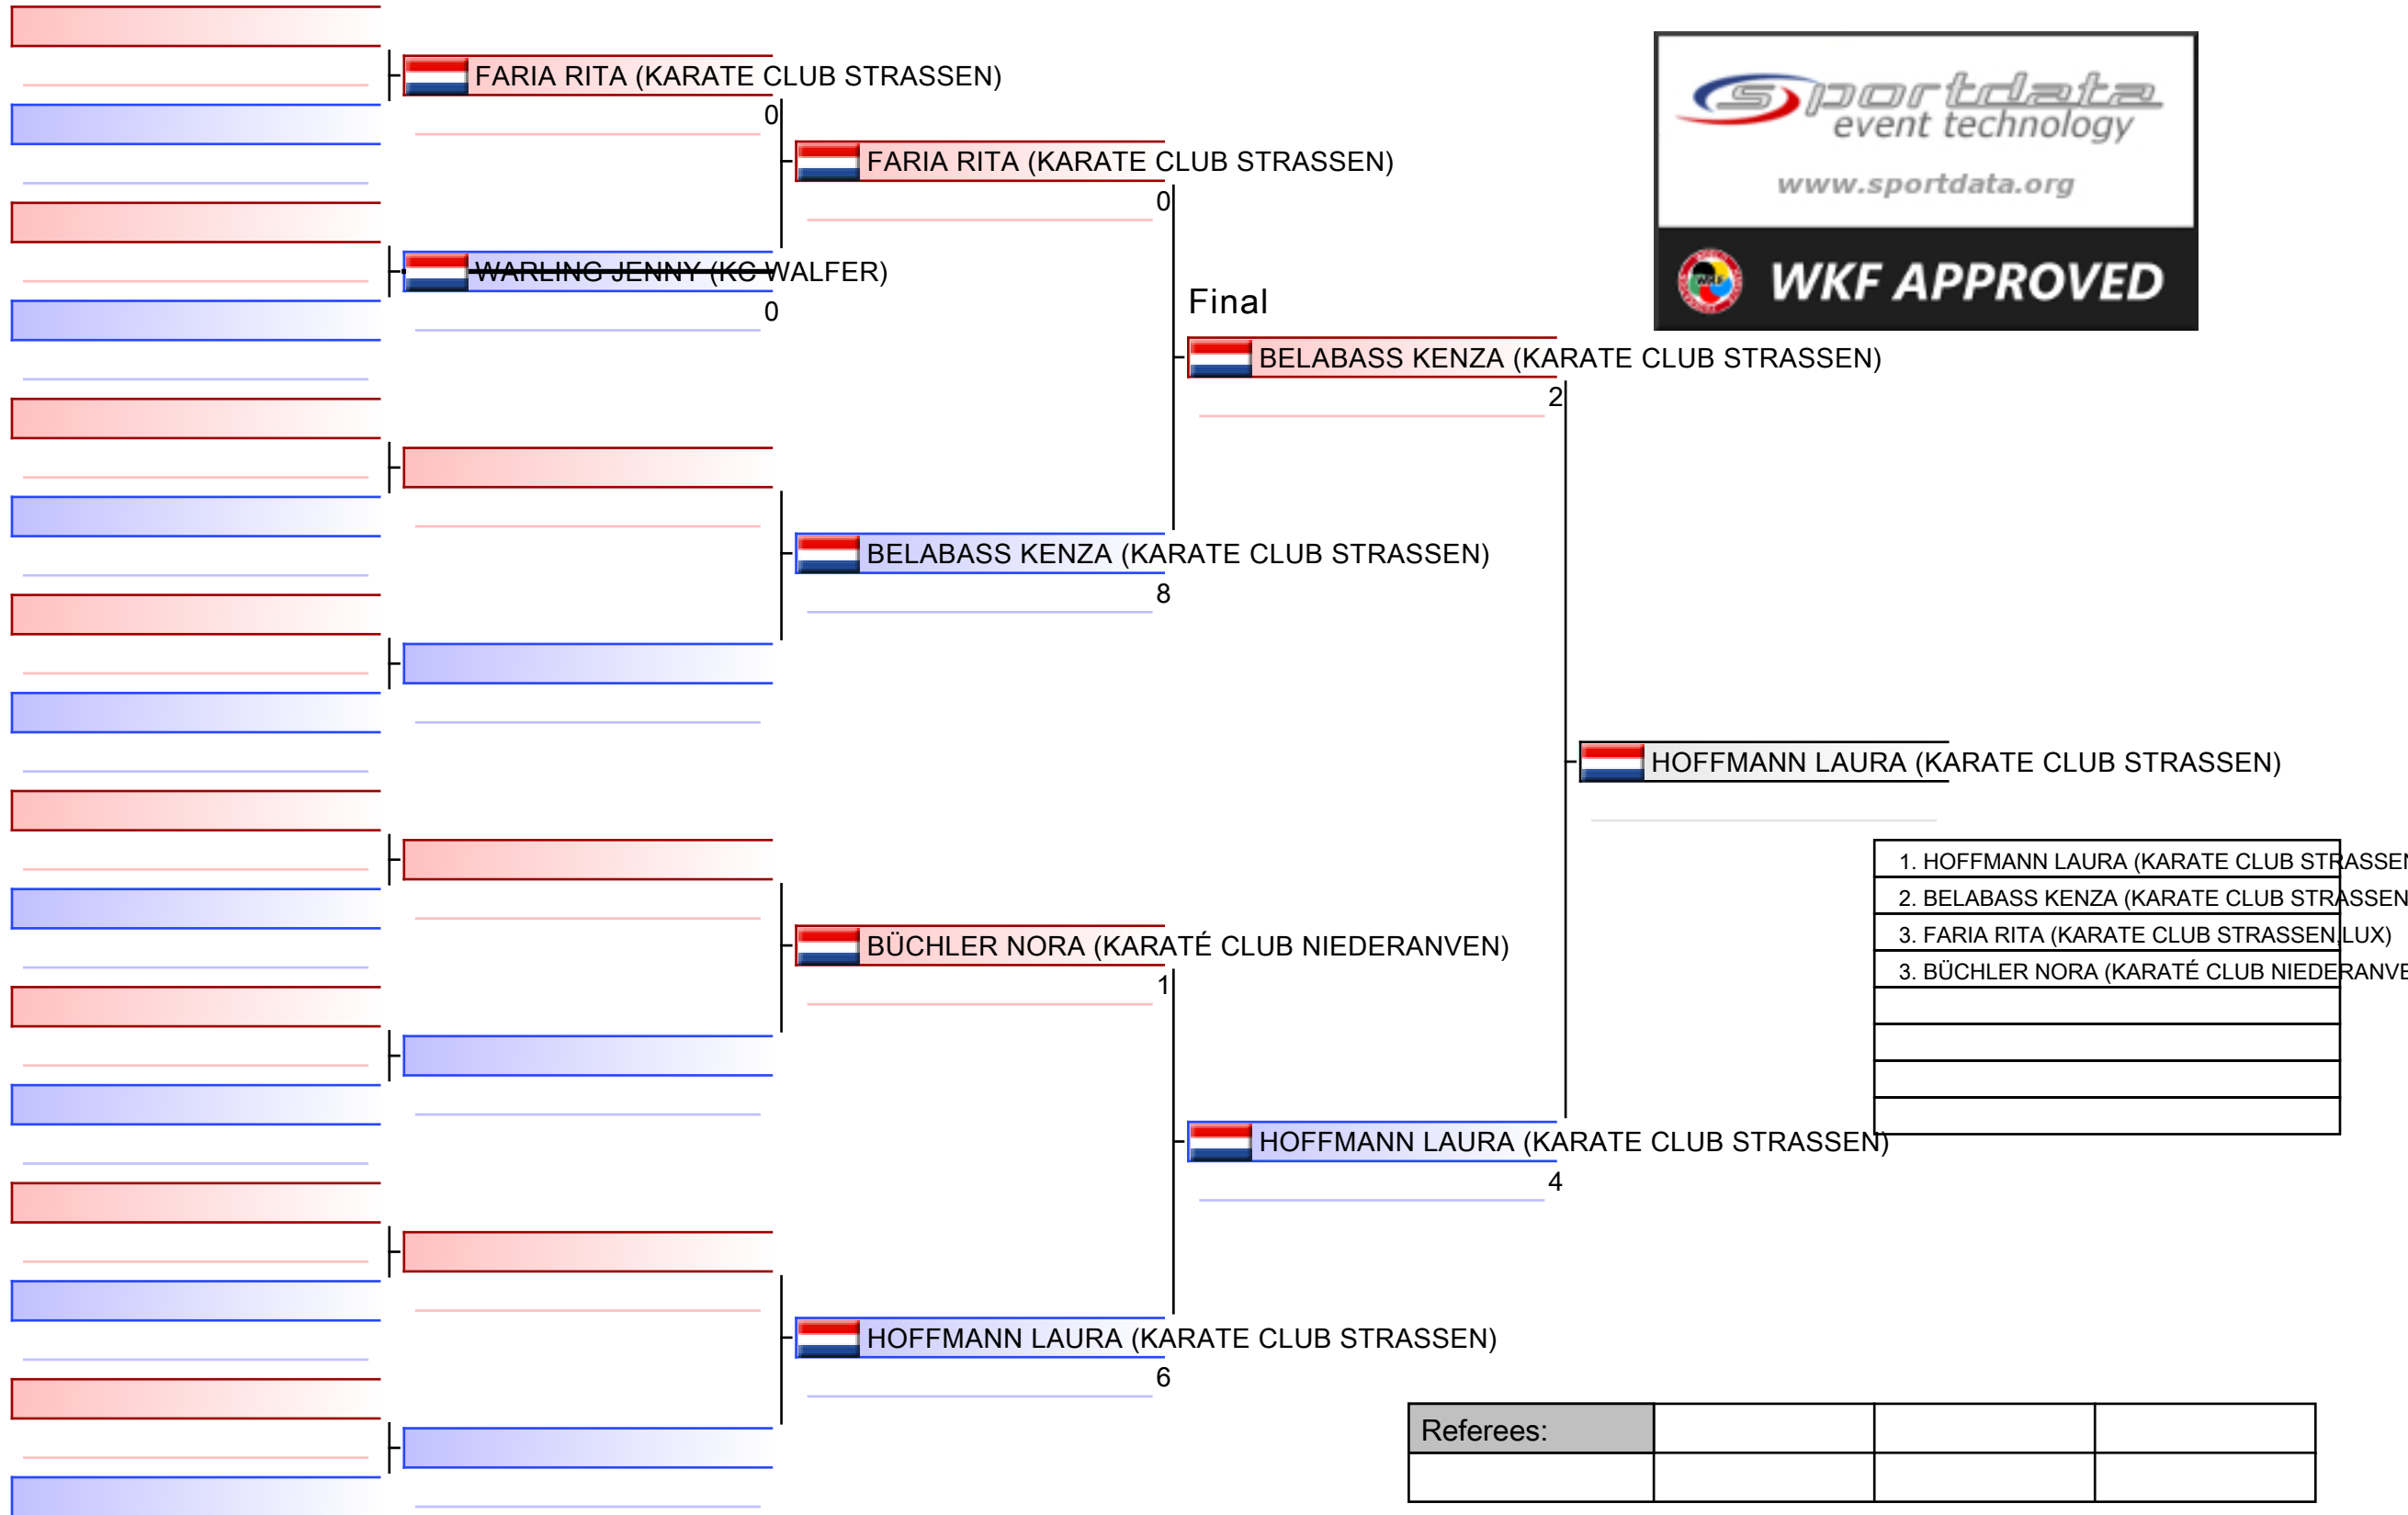 FARIA RITA (KARATE CLUB STRASSEN)
0
WARLING JENNY (KC WALFER)
0
FARIA RITA (KARATE CLUB STRASSEN)
0
BELABASS KENZA (KARATE CLUB STRASSEN)
8
BÜCHLER NORA (KARATÉ CLUB NIEDERANVEN)
1
HOFFMANN LAURA (KARATE CLUB STRASSEN)
6
Final
BELABASS KENZA (KARATE CLUB STRASSEN)
2
HOFFMANN LAURA (KARATE CLUB STRASSEN)
4
HOFFMANN LAURA (KARATE CLUB STRASSEN)
sportdata
event technology
www.sportdata.org
WKF
WKF APPROVED
1. HOFFMANN LAURA (KARATE CLUB STRASSEN
2. BELABASS KENZA (KARATE CLUB STRASSEN
3. FARIA RITA (KARATE CLUB STRASSEN,LUX)
3. BÜCHLER NORA (KARATÉ CLUB NIEDERANVE
Referees: